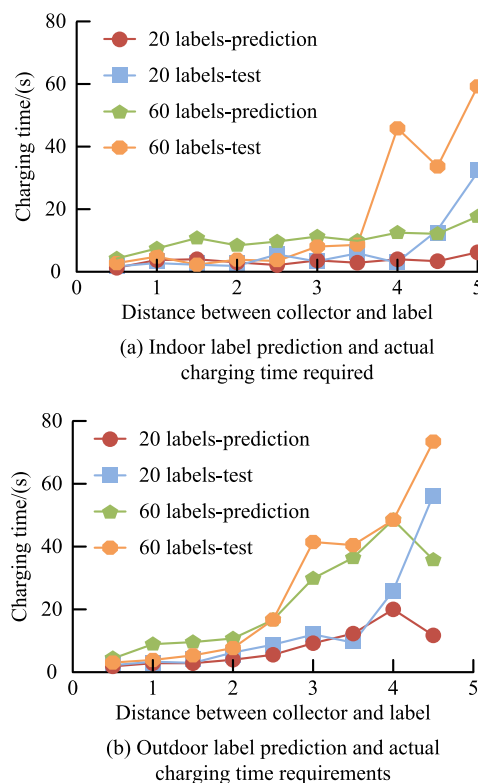 80
60
40
20
0
Charging time/(s)
20 labels-prediction
20 labels-test
60 labels-prediction
60 labels-test
0 1 2 3 4 5
Distance between collector and label
(a) Indoor label prediction and actual
charging time required
80
60
40
20
0
Charging time/(s)
20 labels-prediction
20 labels-test
60 labels-prediction
60 labels-test
0 1 2 3 4 5
Distance between collector and label
(b) Outdoor label prediction and actual
charging time requirements